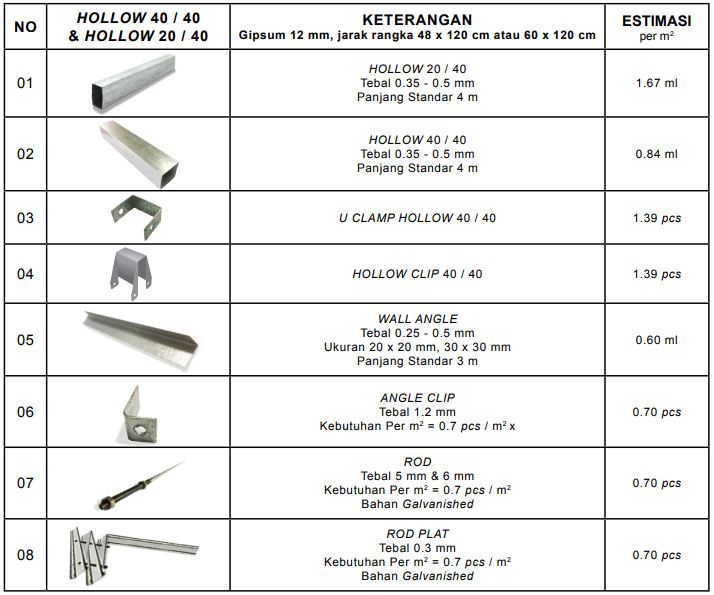 NO
HOLLOW 40 / 40
& HOLLOW 20 / 40
KETERANGAN
Gipsum 12 mm, jarak rangka 48 x 120 cm atau 60 x 120 cm
ESTIMASI
per m²
01
HOLLOW 20 / 40
Tebal 0.35 - 0.5 mm
Panjang Standar 4 m
1.67 ml
02
HOLLOW 40 / 40
Tebal 0.35 - 0.5 mm
Panjang Standar 4 m
0.84 ml
03
U CLAMP HOLLOW 40 / 40
1.39 pcs
04
HOLLOW CLIP 40 / 40
1.39 pcs
05
WALL ANGLE
Tebal 0.25 - 0.5 mm
Ukuran 20 x 20 mm, 30 x 30 mm
Panjang Standar 3 m
0.60 ml
06
ANGLE CLIP
Tebal 1.2 mm
Kebutuhan Per m² = 0.7 pcs / m² x
0.70 pcs
07
ROD
Tebal 5 mm & 6 mm
Kebutuhan Per m² = 0.7 pcs / m²
Bahan Galvanished
0.70 pcs
08
ROD PLAT
Tebal 0.3 mm
Kebutuhan Per m² = 0.7 pcs / m²
Bahan Galvanished
0.70 pcs